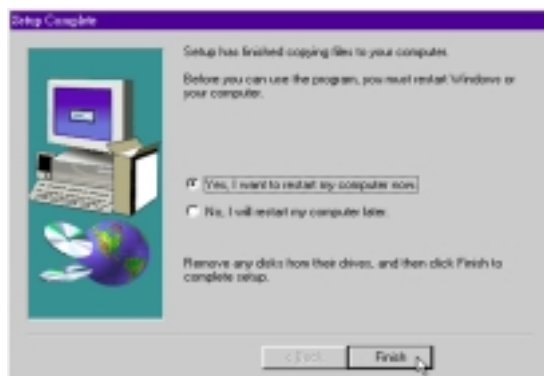 Setup Complete
Setup has finished copying files to your computer.
Before you can use the program, you must restart Windows or
your computer.
Yes, I want to restart my computer now.
No, I will restart my computer later.
Remove any disks from their drives, and then click Finish to
complete setup.
< Back
Finish